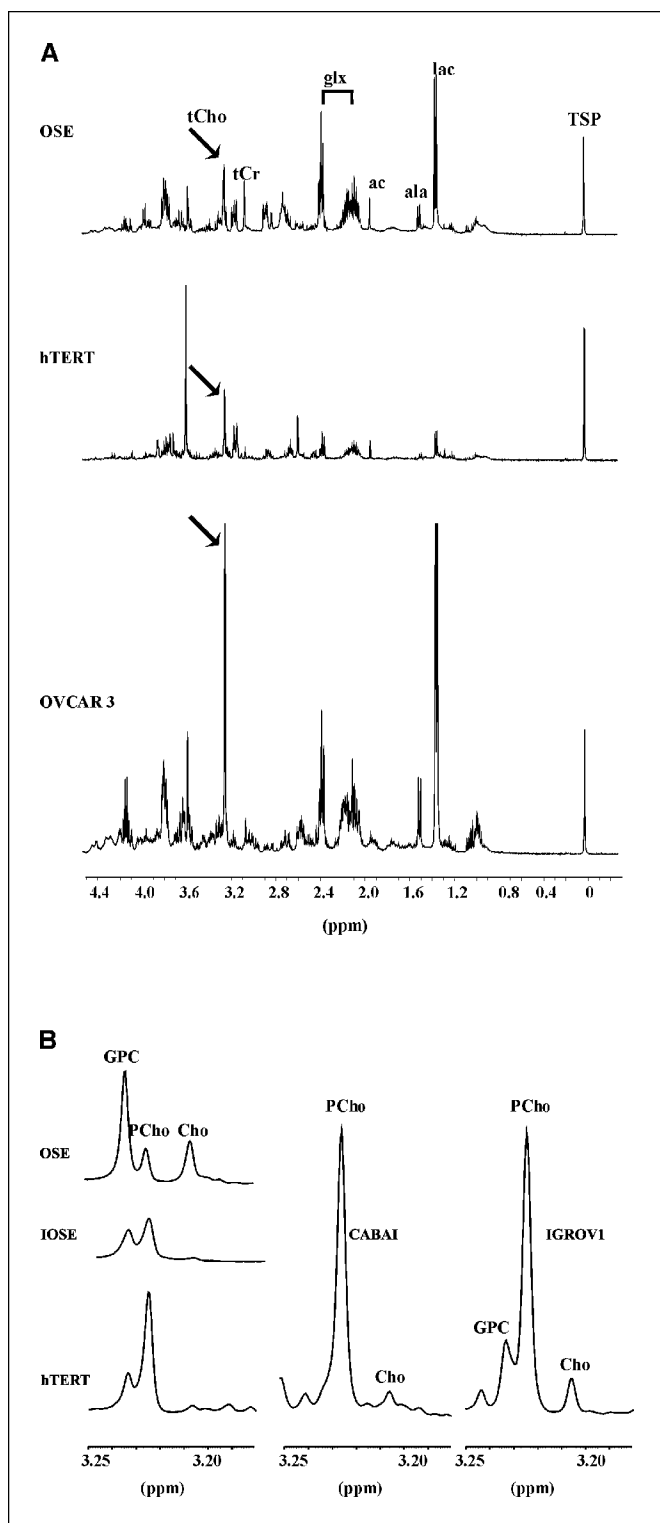 A
OSE
tCho
tCr
glx
ac
ala
lac
TSP
hTERT
OVCAR 3
4.4 4.0 3.6 3.2 2.8 2.4 2.0 1.6 1.2 0.8 0.4 0
(ppm)
B
GPC
PCho
Cho
OSE
IOSE
hTERT
3.25 3.20
(ppm)
PCho
CABAI
Cho
3.25 3.20
(ppm)
PCho
IGROV1
GPC
Cho
3.25 3.20
(ppm)